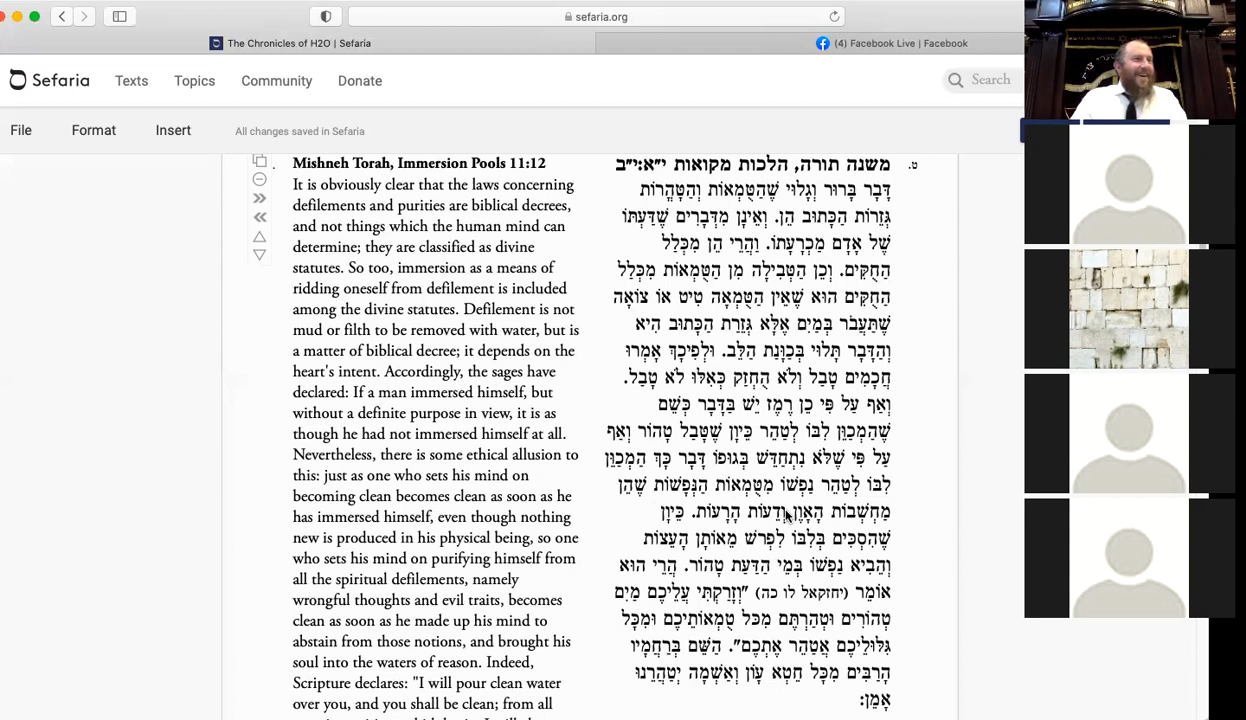 sefaria.org
The Chronicles of H2O | Sefaria
(4) Facebook Live | Facebook
Sefaria
Texts
Topics
Community
Donate
Search
File
Format
Insert
All changes saved in Sefaria
Mishneh Torah, Immersion Pools 11:12
It is obviously clear that the laws concerning
defilements and purities are biblical decrees,
and not things which the human mind can
determine; they are classified as divine
statutes. So too, immersion as a means of
ridding oneself from defilement is included
among the divine statutes. Defilement is not
mud or filth to be removed with water, but is
a matter of biblical decree; it depends on the
heart's intent. Accordingly, the sages have
declared: If a man immersed himself, but
without a definite purpose in view, it is as
though he had not immersed himself at all.
Nevertheless, there is some ethical allusion to
this: just as one who sets his mind on
becoming clean becomes clean as soon as he
has immersed himself, even though nothing
new is produced in his physical being, so one
who sets his mind on purifying himself from
all the spiritual defilements, namely
wrongful thoughts and evil traits, becomes
clean as soon as he made up his mind to
abstain from those notions, and brought his
soul into the waters of reason. Indeed,
Scripture declares: "I will pour clean water
over you, and you shall be clean; from all
ט.
משנה תורה, הלכות מקואות י״א:י״ב
דָּבָר בָּרוּר וְגָלוּי שֶׁהַטֻּמְאוֹת וְהַטָּהֳרוֹת
גְּזֵרוֹת הַכָּתוּב הֵן. וְאֵינָן מִדְּבָרִים שֶׁדַּעְתּוֹ
שֶׁל אָדָם מַכְרַעְתּוֹ. וַהֲרֵי הֵן מִכְּלַל
הַחֻקִּים. וְכֵן הַטְּבִילָה מִן הַטֻּמְאוֹת מִכְּלַל
הַחֻקִּים הוּא שֶׁאֵין הַטֻּמְאָה טִיט אוֹ צוֹאָה
שֶׁתַּעֲבֹר בְּמַיִם אֶלָּא גְּזֵרַת הַכָּתוּב הִיא
וְהַדָּבָר תָּלוּי בְּכַוָּנַת הַלֵּב. וּלְפִיכָךְ אָמְרוּ
חֲכָמִים טָבַל וְלֹא הֻחְזַק כְּאִלּוּ לֹא טָבַל.
וְאַף עַל פִּי כֵן רֶמֶז יֵשׁ בַּדָּבָר כְּשֵׁם
שֶׁהַמְכַוֵּן לִבּוֹ לְטַהֵר כֵּיוָן שֶׁטָּבַל טָהוֹר וְאַף
עַל פִּי שֶׁלֹּא נִתְחַדֵּשׁ בְּגוּפוֹ דָּבָר כָּךְ הַמְכַוֵּן
לִבּוֹ לְטַהֵר נַפְשׁוֹ מִטֻּמְאוֹת הַנְּפָשׁוֹת שֶׁהֵן
מַחְשְׁבוֹת הָאָוֶן וְדֵעוֹת הָרָעוֹת. כֵּיוָן
שֶׁהִסְכִּים בְּלִבּוֹ לִפְרֹשׁ מֵאוֹתָן הָעֵצוֹת
וְהֵבִיא נַפְשׁוֹ בְּמֵי הַדַּעַת טָהוֹר. הֲרֵי הוּא
אוֹמֵר (יחזקאל לו כה) "וְזָרַקְתִּי עֲלֵיכֶם מַיִם
טְהוֹרִים וּטְהַרְתֶּם מִכּל טֻמְאוֹתֵיכֶם וּמִכָּל
גִּלּוּלֵיכֶם אֲטַהֵר אֶתְכֶם". הַשֵּׁם בְּרַחֲמָיו
הָרַבִּים מִכָּל חֵטְא עָוֹן וְאַשְׁמָה יְטַהֲרֵנוּ
אָמֵן: